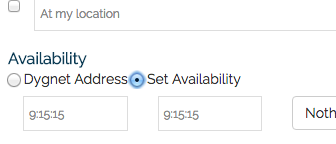 At my location
Availability
Dygnet Address Set Availability
9:15:15 9:15:15 Noth